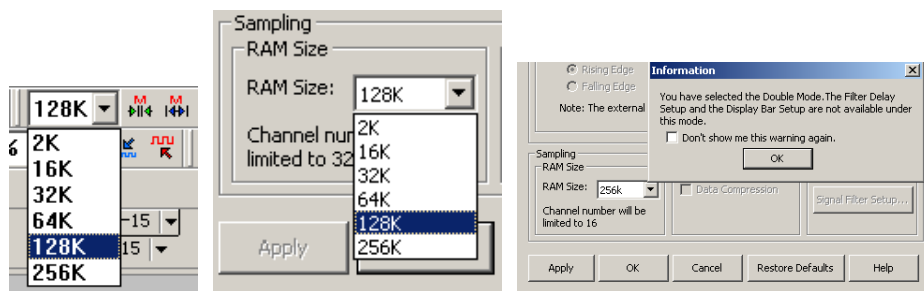 128K
2K
16K
32K
64K
128K
256K
-15
15
Sampling
RAM Size
RAM Size:
128K
Channel
limited to 32
2K
16K
32K
64K
128K
256K
Apply
Rising Edge
Falling Edge
Note: The external
Information
You have selected the Double Mode.The Filter Delay
Setup and the Display Bar Setup are not available under
this mode.
Don't show me this warning again.
OK
Sampling
RAM Size
RAM Size:
256k
Channel number will be
limited to 16
Data Compression
Signal Filter Setup...
Apply
OK
Cancel
Restore Defaults
Help